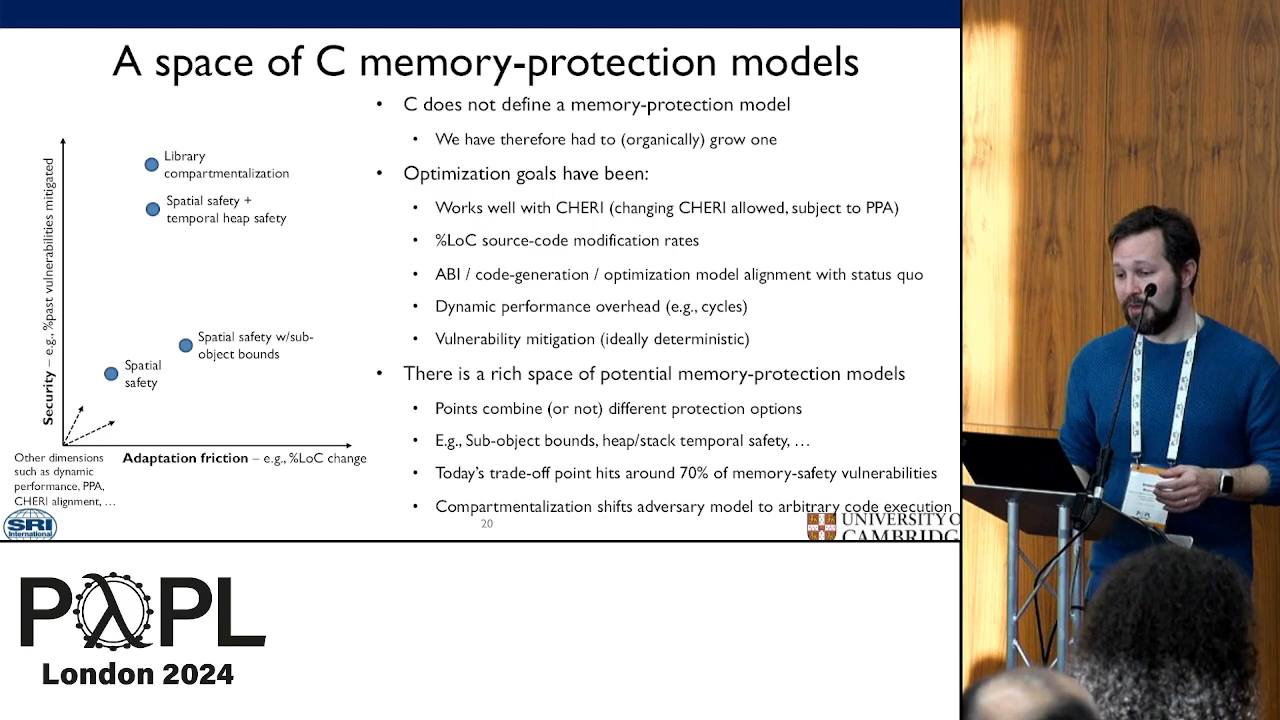 A space of C memory-protection models
• C does not define a memory-protection model
• We have therefore had to (organically) grow one
• Optimization goals have been:
• Works well with CHERI (changing CHERI allowed, subject to PPA)
• %LoC source-code modification rates
• ABI / code-generation / optimization model alignment with status quo
• Dynamic performance overhead (e.g., cycles)
• Vulnerability mitigation (ideally deterministic)
• There is a rich space of potential memory-protection models
• Points combine (or not) different protection options
• E.g., Sub-object bounds, heap/stack temporal safety, …
• Today's trade-off point hits around 70% of memory-safety vulnerabilities
• Compartmentalization shifts adversary model to arbitrary code execution
Security – e.g., %past vulnerabilities mitigated
Library
compartmentalization
Spatial safety +
temporal heap safety
Spatial safety w/sub-
object bounds
Spatial
safety
Adaptation friction – e.g., %LoC change
Other dimensions
such as dynamic
performance, PPA,
CHERI alignment, …
SRI
International
20
UNIVERSITY O
CAMBRIDGE
PλPL
London 2024